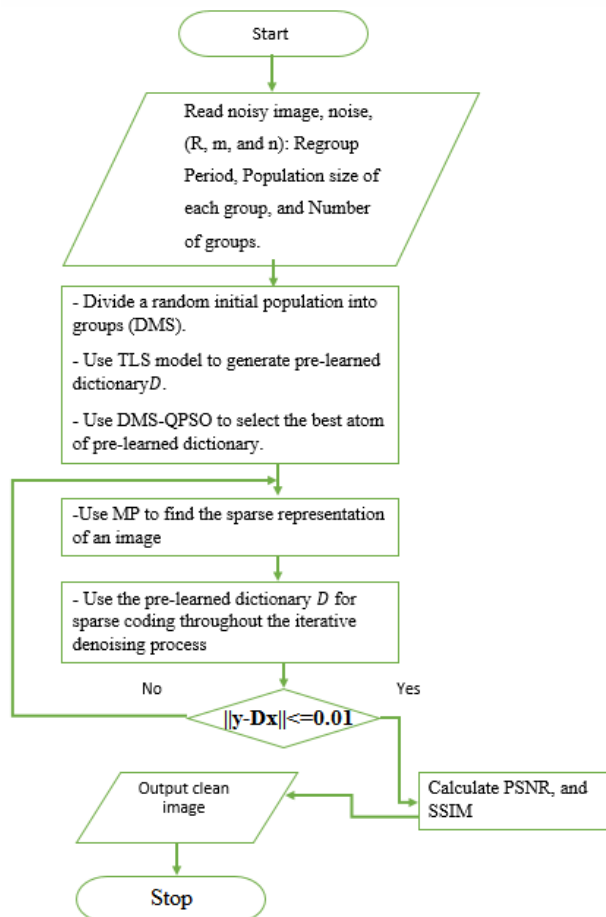 Start
Read noisy image, noise,
(R, m, and n): Regroup
Period, Population size of
each group, and Number
of groups.
- Divide a random initial population into
groups (DMS).
- Use TLS model to generate pre-learned
dictionaryD.
- Use DMS-QPSO to select the best atom
of pre-learned dictionary.
-Use MP to find the sparse representation
of an image
- Use the pre-learned dictionary D for
sparse coding throughout the iterative
denoising process
No
Yes
||y-Dx||<=0.01
Calculate PSNR, and
SSIM
Output clean
image
Stop